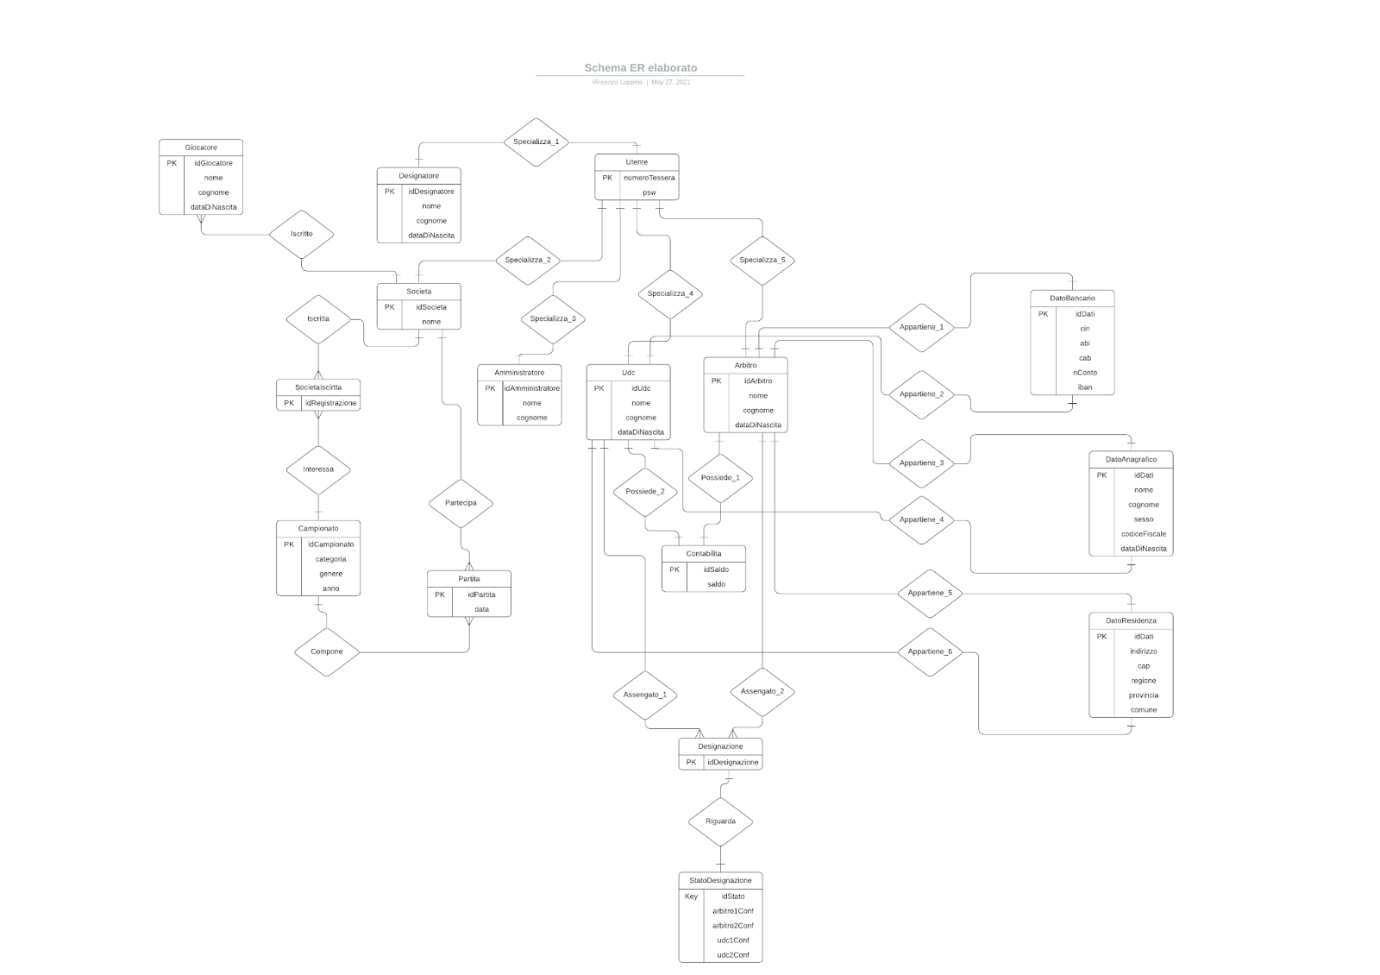 Schema ER elaborato
Vincenzo Luppino | May 27, 2021
Giocatore
PK idGiocatore
nome
cognome
dataDiNascita
Iscritto
Designatore
PK idDesignatore
nome
cognome
dataDiNascita
Specializza_1
Utente
PK numeroTessera
psw
Specializza_2
Specializza_3
Specializza_4
Specializza_5
Societa
PK idSocieta
nome
Iscritta
SocietaIscirtta
PK idRegistrazione
Interessa
Campionato
PK idCampionato
categoria
genere
anno
Compone
Partecipa
Partita
PK idPartita
data
Amministratore
PK idAmministratore
nome
cognome
Udc
PK idUdc
nome
cognome
dataDiNascita
Arbitro
PK idArbitro
nome
cognome
dataDiNascita
Possiede_2
Possiede_1
Contabilita
PK idSaldo
saldo
Appartiene_1
Appartiene_2
Appartiene_3
Appartiene_4
Appartiene_5
Appartiene_6
DatoBancario
PK idDati
cin
abi
cab
nConto
iban
DatoAnagrafico
PK idDati
nome
cognome
sesso
codiceFiscale
dataDiNascita
DatoResidenza
PK idDati
indirizzo
cap
regione
provincia
comune
Assengato_1
Assengato_2
Designazione
PK idDesignazione
Riguarda
StatoDesignazione
Key idStato
arbitro1Conf
arbitro2Conf
udc1Conf
udc2Conf